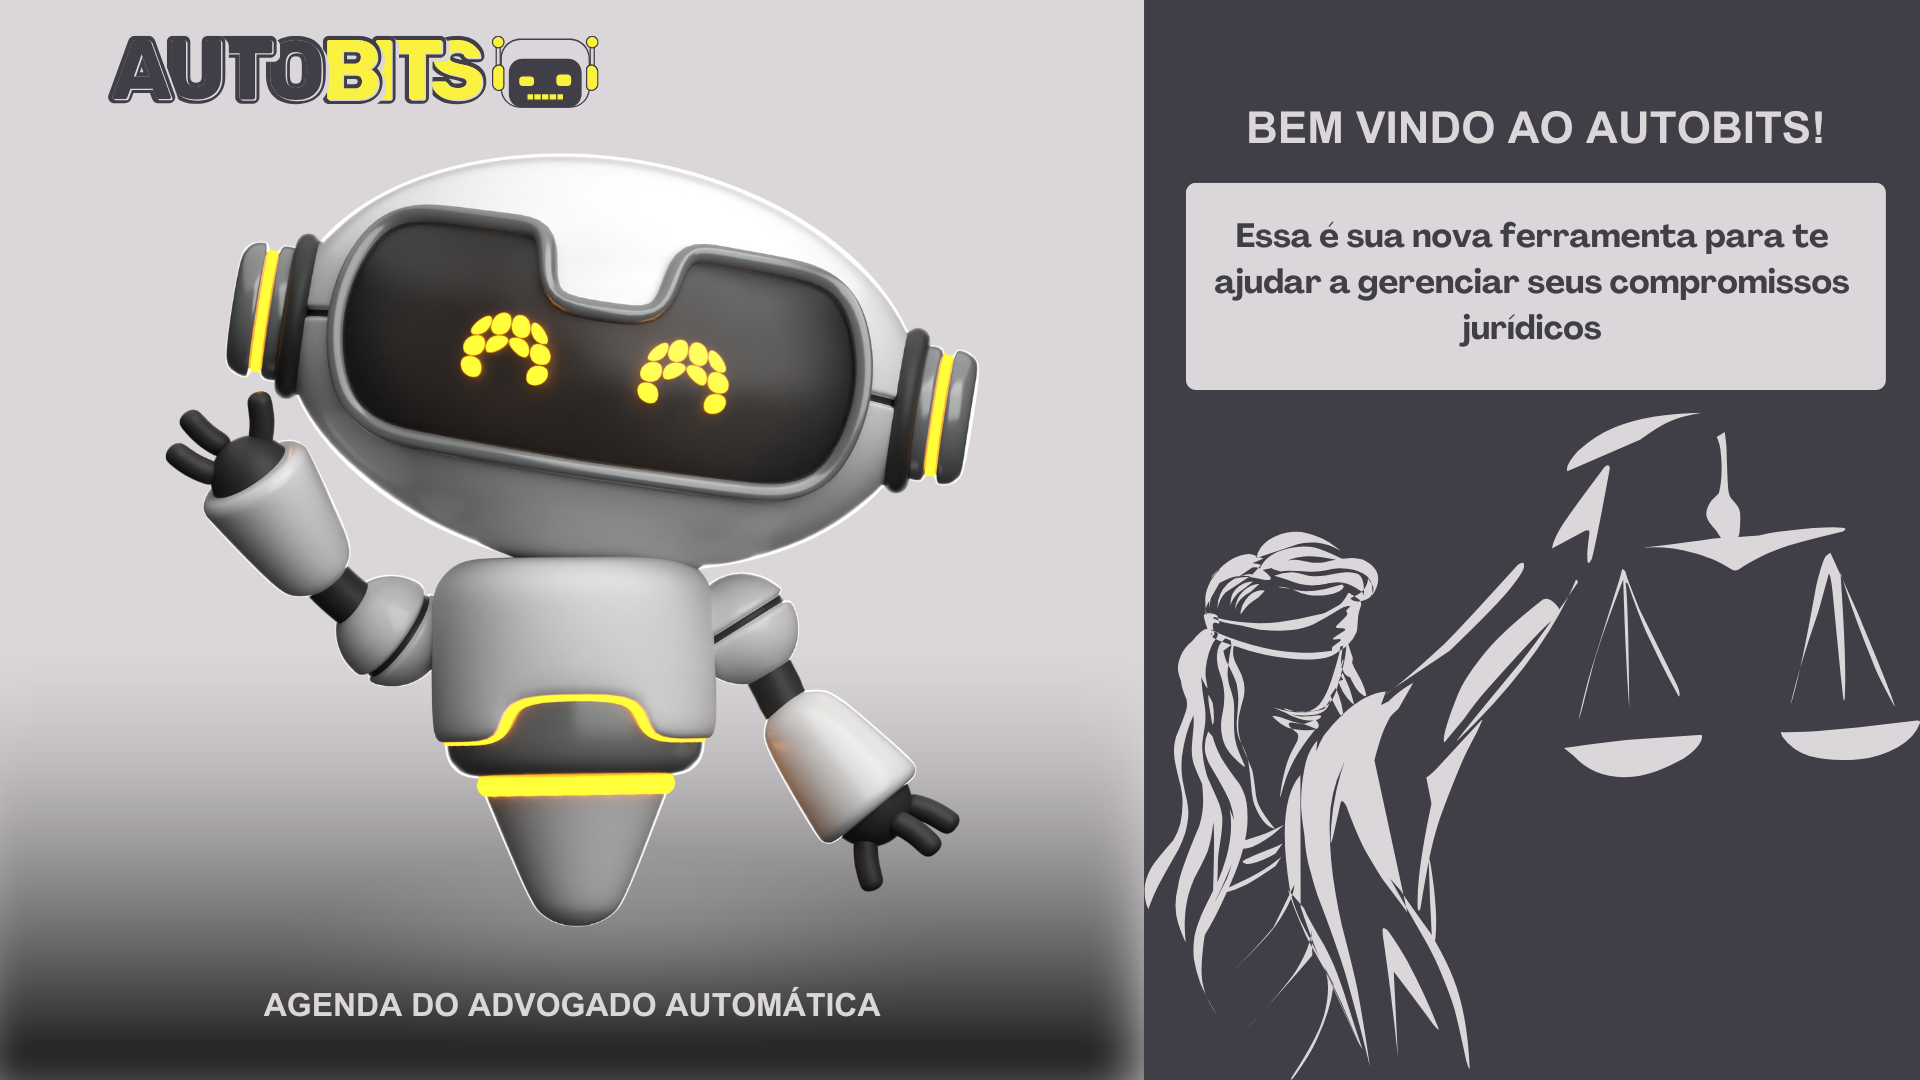 AUTOBITS
BEM VINDO AO AUTOBITS!
Essa é sua nova ferramenta para te
ajudar a gerenciar seus compromissos
jurídicos
AGENDA DO ADVOGADO AUTOMÁTICA